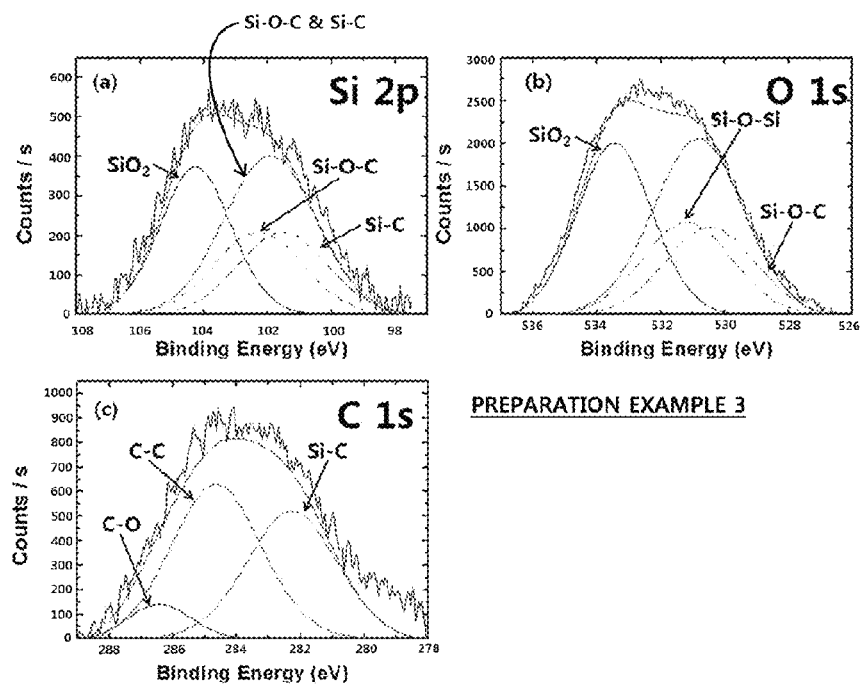 Si-O-C & Si-C
(a)
Si 2p
600
500
400
300
200
100
0
SiO2
Si-O-C
Si-C
Counts / s
108 106 104 102 100 98
Binding Energy (eV)
(b)
O 1s
3000
2500
2000
1500
1000
500
0
SiO2
Si-O-Si
Si-O-C
Counts / s
536 534 532 530 528 526
Binding Energy (eV)
(c)
C 1s
1000
900
800
700
600
500
400
300
200
100
0
C-C
Si-C
C-O
Counts / s
288 286 284 282 280 278
Binding Energy (eV)
PREPARATION EXAMPLE 3